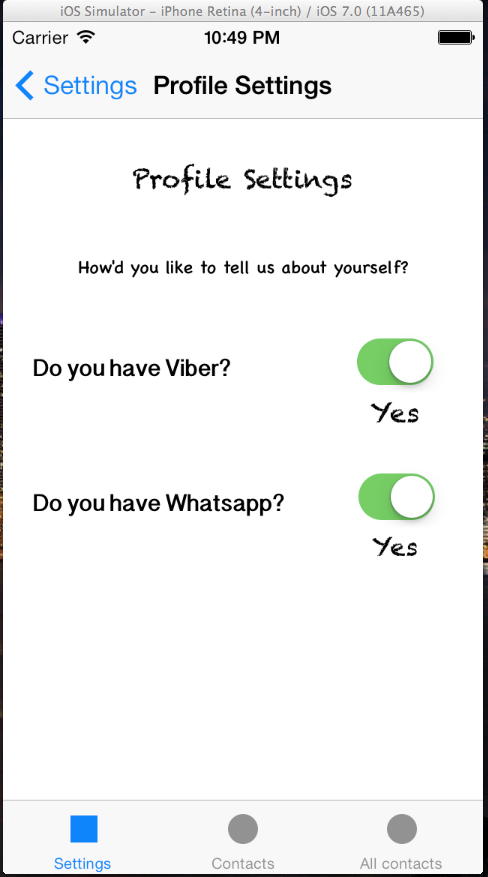 iOS Simulator – iPhone Retina (4-inch) / iOS 7.0 (11A465)
Carrier 10:49 PM
Settings Profile Settings
Profile Settings
How'd you like to tell us about yourself?
Do you have Viber?
Yes
Do you have Whatsapp?
Yes
Settings Contacts All contacts